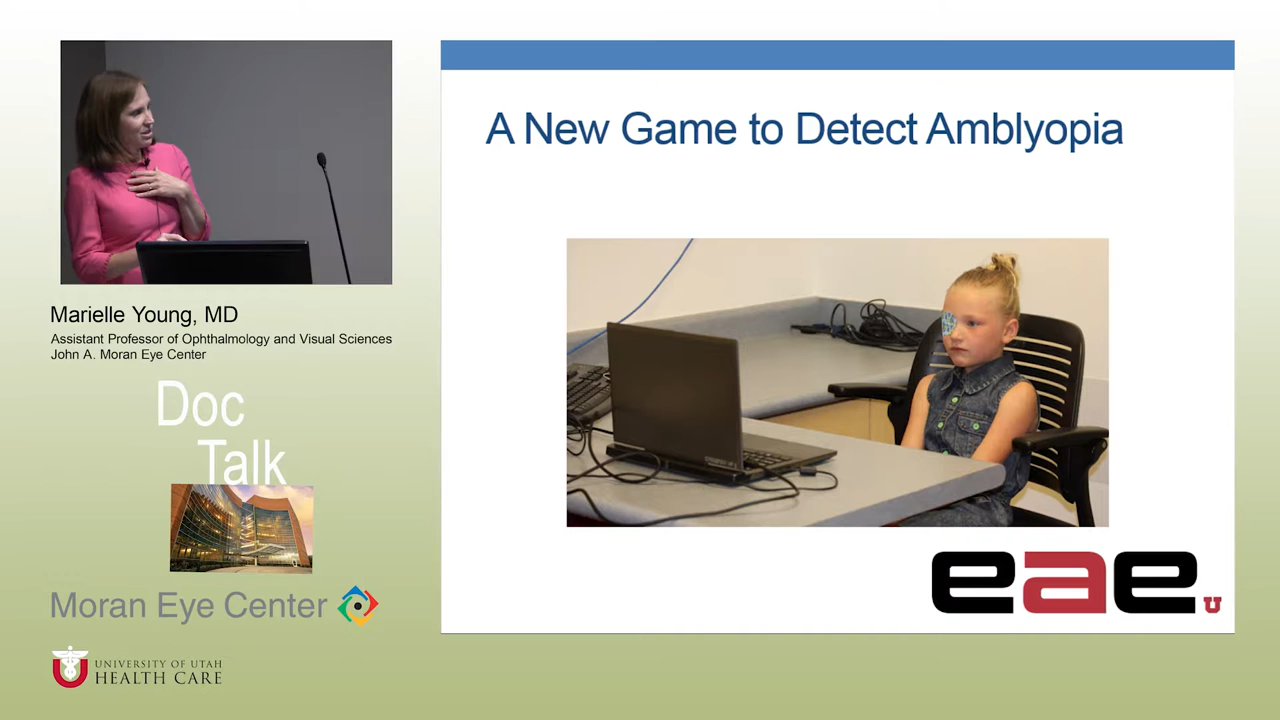 A New Game to Detect Amblyopia
Marielle Young, MD
Assistant Professor of Ophthalmology and Visual Sciences
John A. Moran Eye Center
Doc
Talk
Moran Eye Center
UNIVERSITY OF UTAH
HEALTH CARE
eae
U